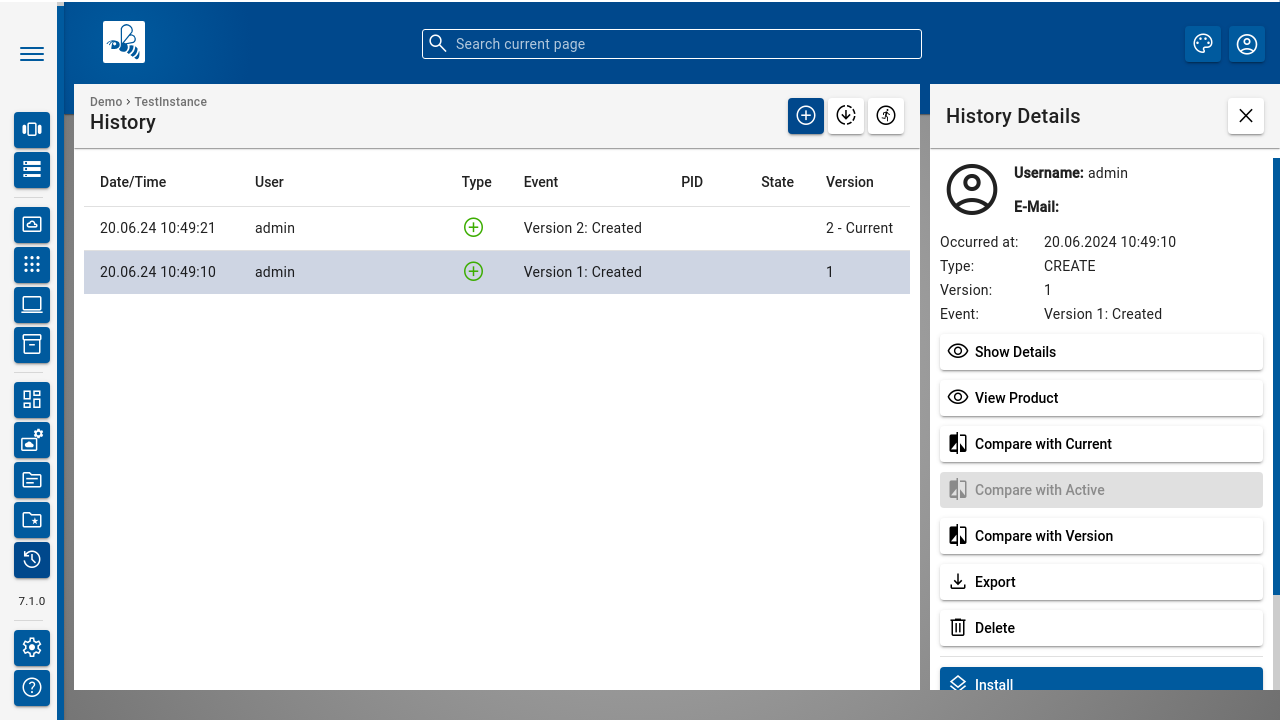 Search current page
Demo › TestInstance
History
Date/Time User Type Event PID State Version
20.06.24 10:49:21 admin Version 2: Created 2 - Current
20.06.24 10:49:10 admin Version 1: Created 1
History Details
Username: admin
E-Mail:
Occurred at: 20.06.2024 10:49:10
Type: CREATE
Version: 1
Event: Version 1: Created
Show Details
View Product
Compare with Current
Compare with Active
Compare with Version
Export
Delete
Install
7.1.0